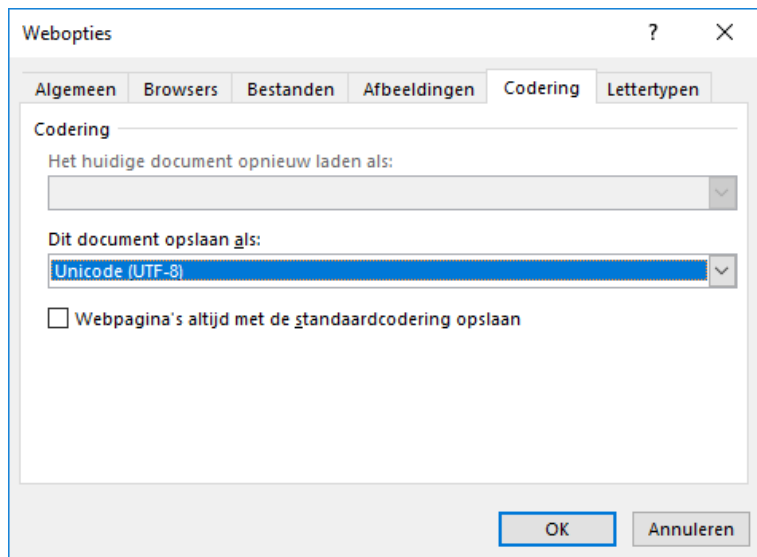 Webopties ?
Algemeen Browsers Bestanden Afbeeldingen Codering Lettertypen
Codering
Het huidige document opnieuw laden als:
Dit document opslaan als:
Unicode (UTF-8)
Webpagina's altijd met de standaardcodering opslaan
OK Annuleren